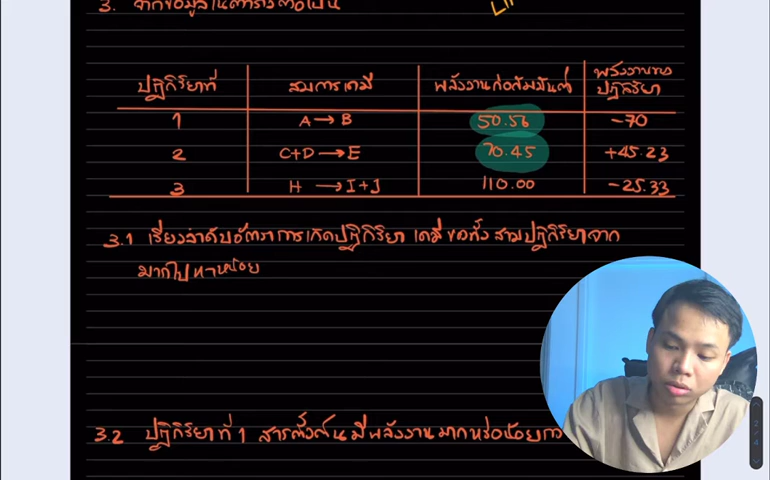 3. จากข้อมูลในตารางต่อไปนี้
ปฏิกิริยาที่ สมการเคมี พลังงานก่อกัมมันต์ พลังงานของปฏิกิริยา
1 A → B 50.56 -70
2 C+D → E 70.45 +45.23
3 H → I+J 110.00 -25.33
3.1 เรียงลำดับอัตราการเกิดปฏิกิริยาเคมีของทั้งสามปฏิกิริยาจาก
มากไปหาน้อย
3.2 ปฏิกิริยาที่ 1 สารตั้งต้นมีพลังงานมากหรือน้อย